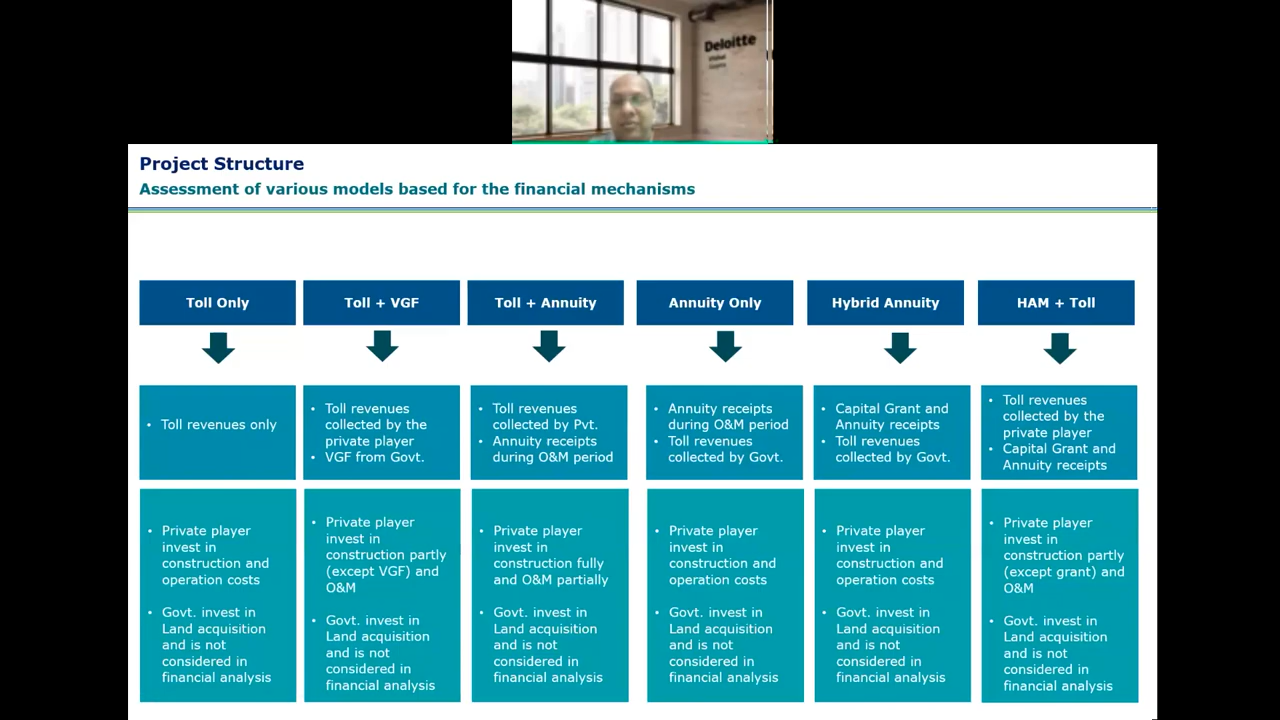 Deloitte
Project Structure
Assessment of various models based for the financial mechanisms
Toll Only
Toll + VGF
Toll + Annuity
Annuity Only
Hybrid Annuity
HAM + Toll
• Toll revenues only
• Toll revenues
collected by the
private player
• VGF from Govt.
• Toll revenues
collected by Pvt.
• Annuity receipts
during O&M period
• Annuity receipts
during O&M period
• Toll revenues
collected by Govt.
• Capital Grant and
Annuity receipts
• Toll revenues
collected by Govt.
• Toll revenues
collected by the
private player
• Capital Grant and
Annuity receipts
• Private player
invest in
construction and
operation costs
• Govt. invest in
Land acquisition
and is not
considered in
financial analysis
• Private player
invest in
construction partly
(except VGF) and
O&M
• Govt. invest in
Land acquisition
and is not
considered in
financial analysis
• Private player
invest in
construction fully
and O&M partially
• Govt. invest in
Land acquisition
and is not
considered in
financial analysis
• Private player
invest in
construction and
operation costs
• Govt. invest in
Land acquisition
and is not
considered in
financial analysis
• Private player
invest in
construction and
operation costs
• Govt. invest in
Land acquisition
and is not
considered in
financial analysis
• Private player
invest in
construction partly
(except grant) and
O&M
• Govt. invest in
Land acquisition
and is not
considered in
financial analysis